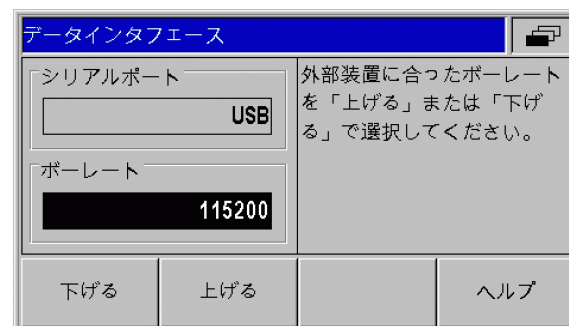 データインタフェース
シリアルポート
USB
ボーレート
115200
外部装置に合ったボーレート
を「上げる」または「下げ
る」で選択してください。
下げる
上げる
ヘルプ